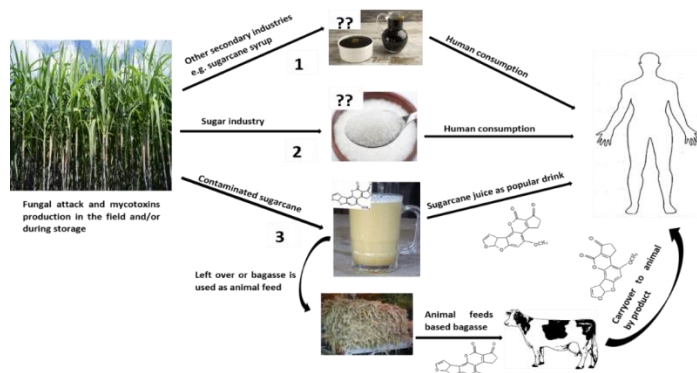 Other secondary industries
e.g. sugarcane syrup
1
??
Human consumption
Sugar industry
2
??
Human consumption
Contaminated sugarcane
3
Sugarcane juice as popular drink
Fungal attack and mycotoxins
production in the field and/or
during storage
Left over or bagasse is
used as animal feed
Animal feeds
based bagasse
Carryover to animal
by product
O
O
O
O
OCH₃
O
O
O
O
OCH₃